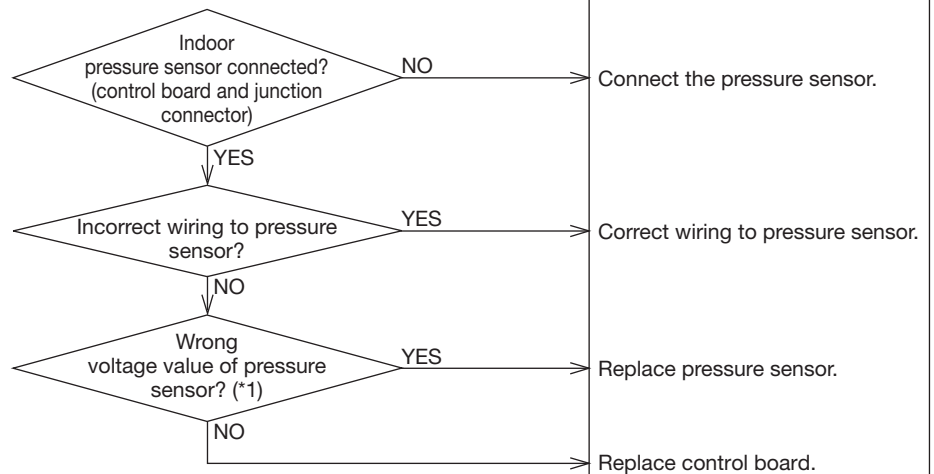 Indoor
pressure sensor connected?
(control board and junction
connector)
NO
Connect the pressure sensor.
YES
Incorrect wiring to pressure
sensor?
YES
Correct wiring to pressure sensor.
NO
Wrong
voltage value of pressure
sensor? (*1)
YES
Replace pressure sensor.
NO
Replace control board.